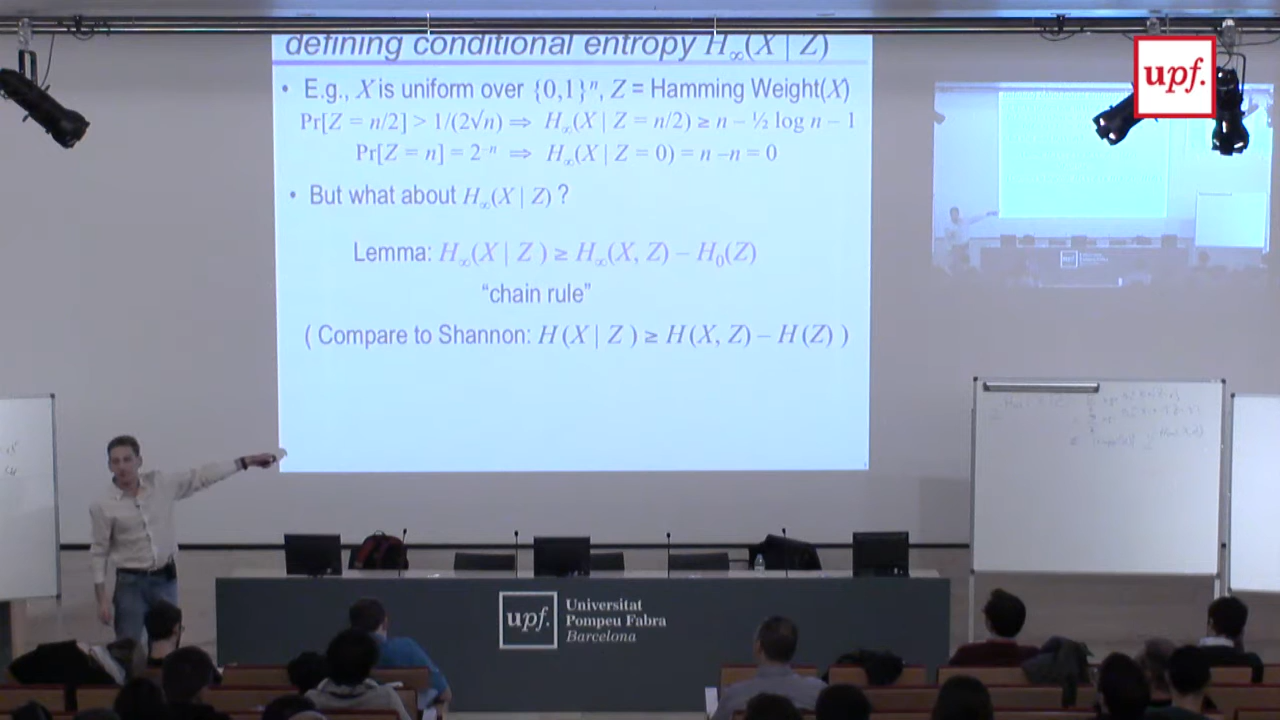 defining conditional entropy H∞(X | Z)
• E.g., X is uniform over {0,1}ⁿ, Z = Hamming Weight(X)
Pr[Z = n/2] > 1/(2√n) ⇒ H∞(X | Z = n/2) ≥ n – ½ log n – 1
Pr[Z = n] = 2⁻ⁿ ⇒ H∞(X | Z = 0) = n –n = 0
• But what about H∞(X | Z) ?
Lemma: H∞(X | Z ) ≥ H∞(X, Z) – H₀(Z)
“chain rule”
( Compare to Shannon: H (X | Z ) ≥ H (X, Z) – H (Z) )
upf.
upf.
Universitat
Pompeu Fabra
Barcelona